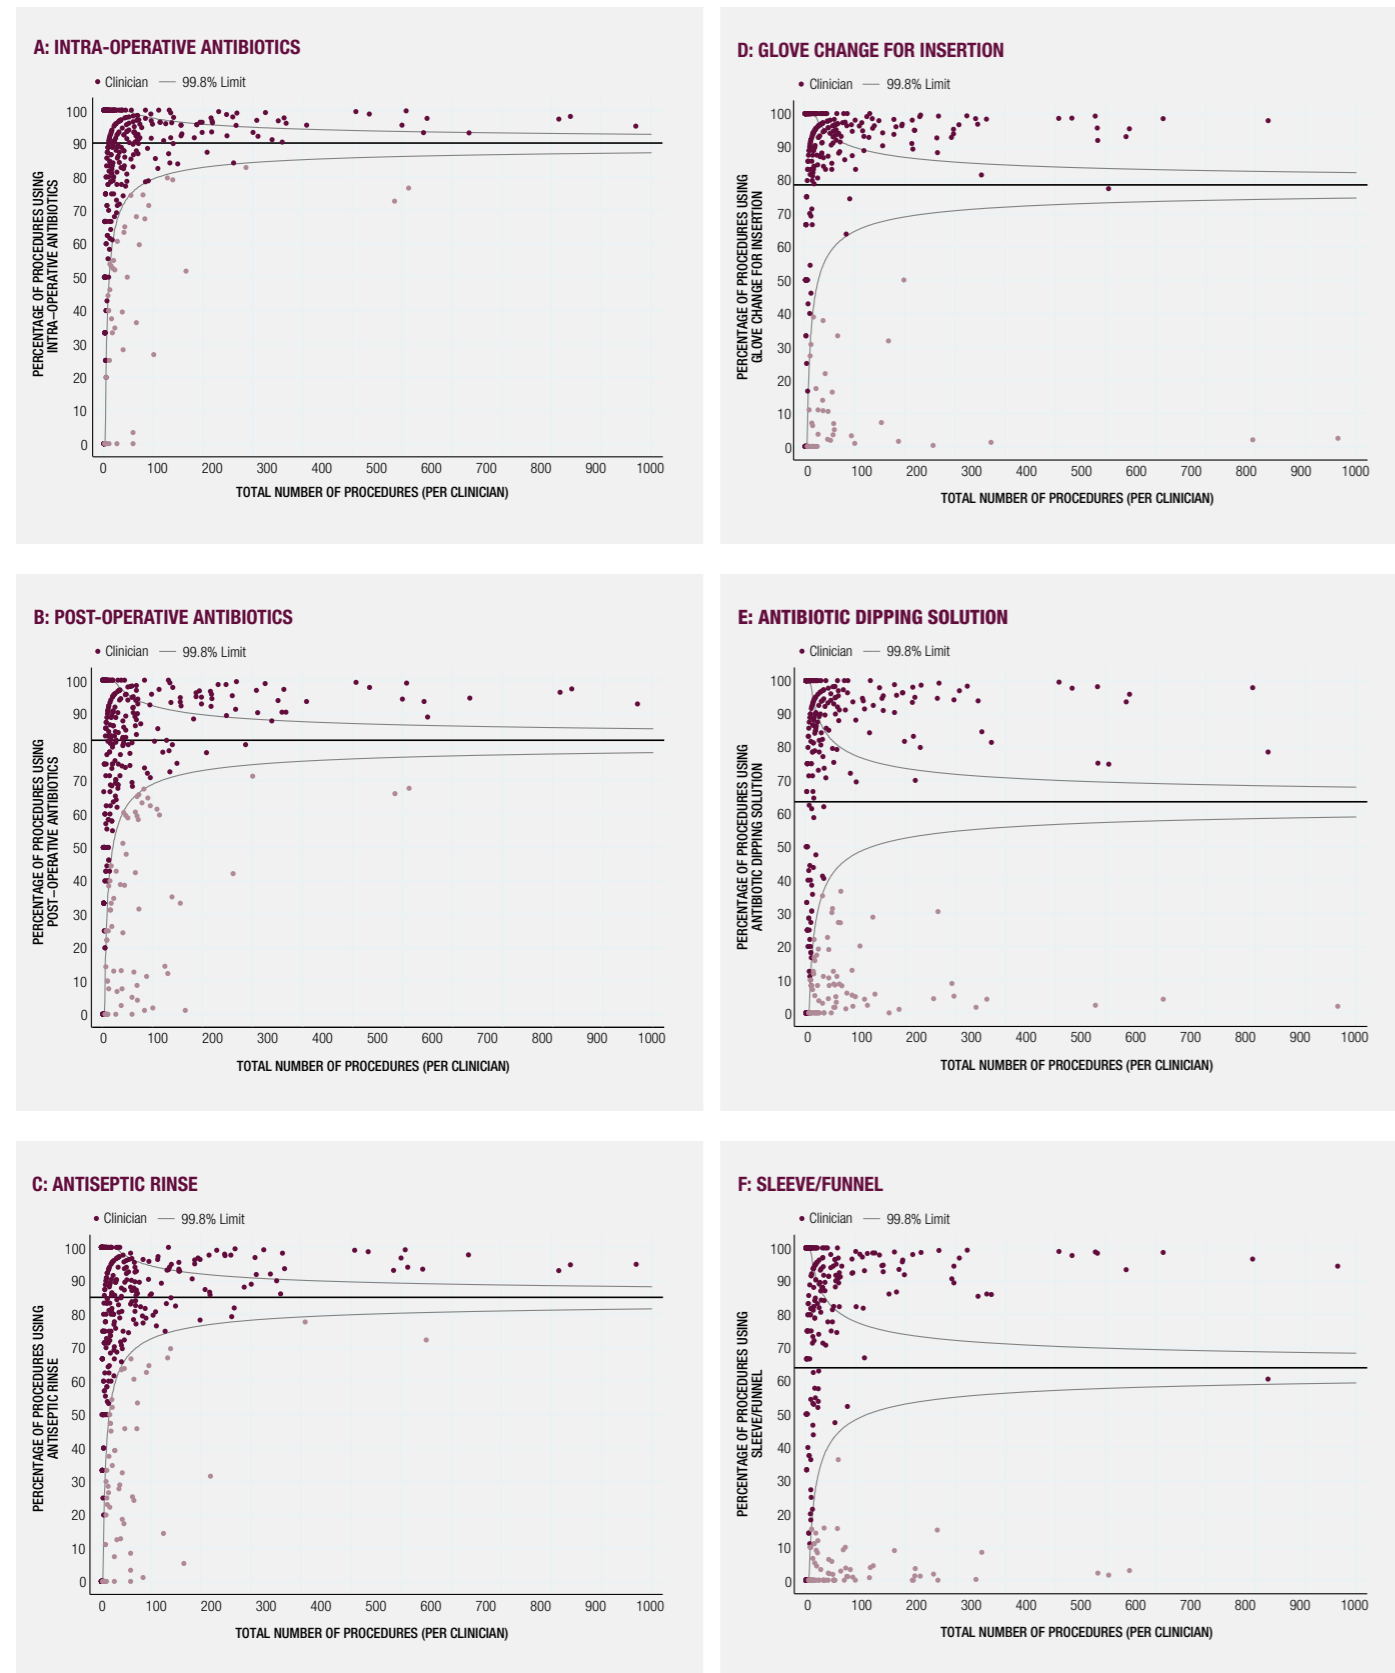 A: INTRA-OPERATIVE ANTIBIOTICS
Clinician 99.8% Limit
PERCENTAGE OF PROCEDURES USING
INTRA–OPERATIVE ANTIBIOTICS
100
90
80
70
60
50
40
30
20
10
0
0 100 200 300 400 500 600 700 800 900 1000
TOTAL NUMBER OF PROCEDURES (PER CLINICIAN)
D: GLOVE CHANGE FOR INSERTION
Clinician 99.8% Limit
PERCENTAGE OF PROCEDURES USING
GLOVE CHANGE FOR INSERTION
100
90
80
70
60
50
40
30
20
10
0
0 100 200 300 400 500 600 700 800 900 1000
TOTAL NUMBER OF PROCEDURES (PER CLINICIAN)
B: POST-OPERATIVE ANTIBIOTICS
Clinician 99.8% Limit
PERCENTAGE OF PROCEDURES USING
POST–OPERATIVE ANTIBIOTICS
100
90
80
70
60
50
40
30
20
10
0
0 100 200 300 400 500 600 700 800 900 1000
TOTAL NUMBER OF PROCEDURES (PER CLINICIAN)
E: ANTIBIOTIC DIPPING SOLUTION
Clinician 99.8% Limit
PERCENTAGE OF PROCEDURES USING
ANTIBIOTIC DIPPING SOLUTION
100
90
80
70
60
50
40
30
20
10
0
0 100 200 300 400 500 600 700 800 900 1000
TOTAL NUMBER OF PROCEDURES (PER CLINICIAN)
C: ANTISEPTIC RINSE
Clinician 99.8% Limit
PERCENTAGE OF PROCEDURES USING
ANTISEPTIC RINSE
100
90
80
70
60
50
40
30
20
10
0
0 100 200 300 400 500 600 700 800 900 1000
TOTAL NUMBER OF PROCEDURES (PER CLINICIAN)
F: SLEEVE/FUNNEL
Clinician 99.8% Limit
PERCENTAGE OF PROCEDURES USING
SLEEVE/FUNNEL
100
90
80
70
60
50
40
30
20
10
0
0 100 200 300 400 500 600 700 800 900 1000
TOTAL NUMBER OF PROCEDURES (PER CLINICIAN)